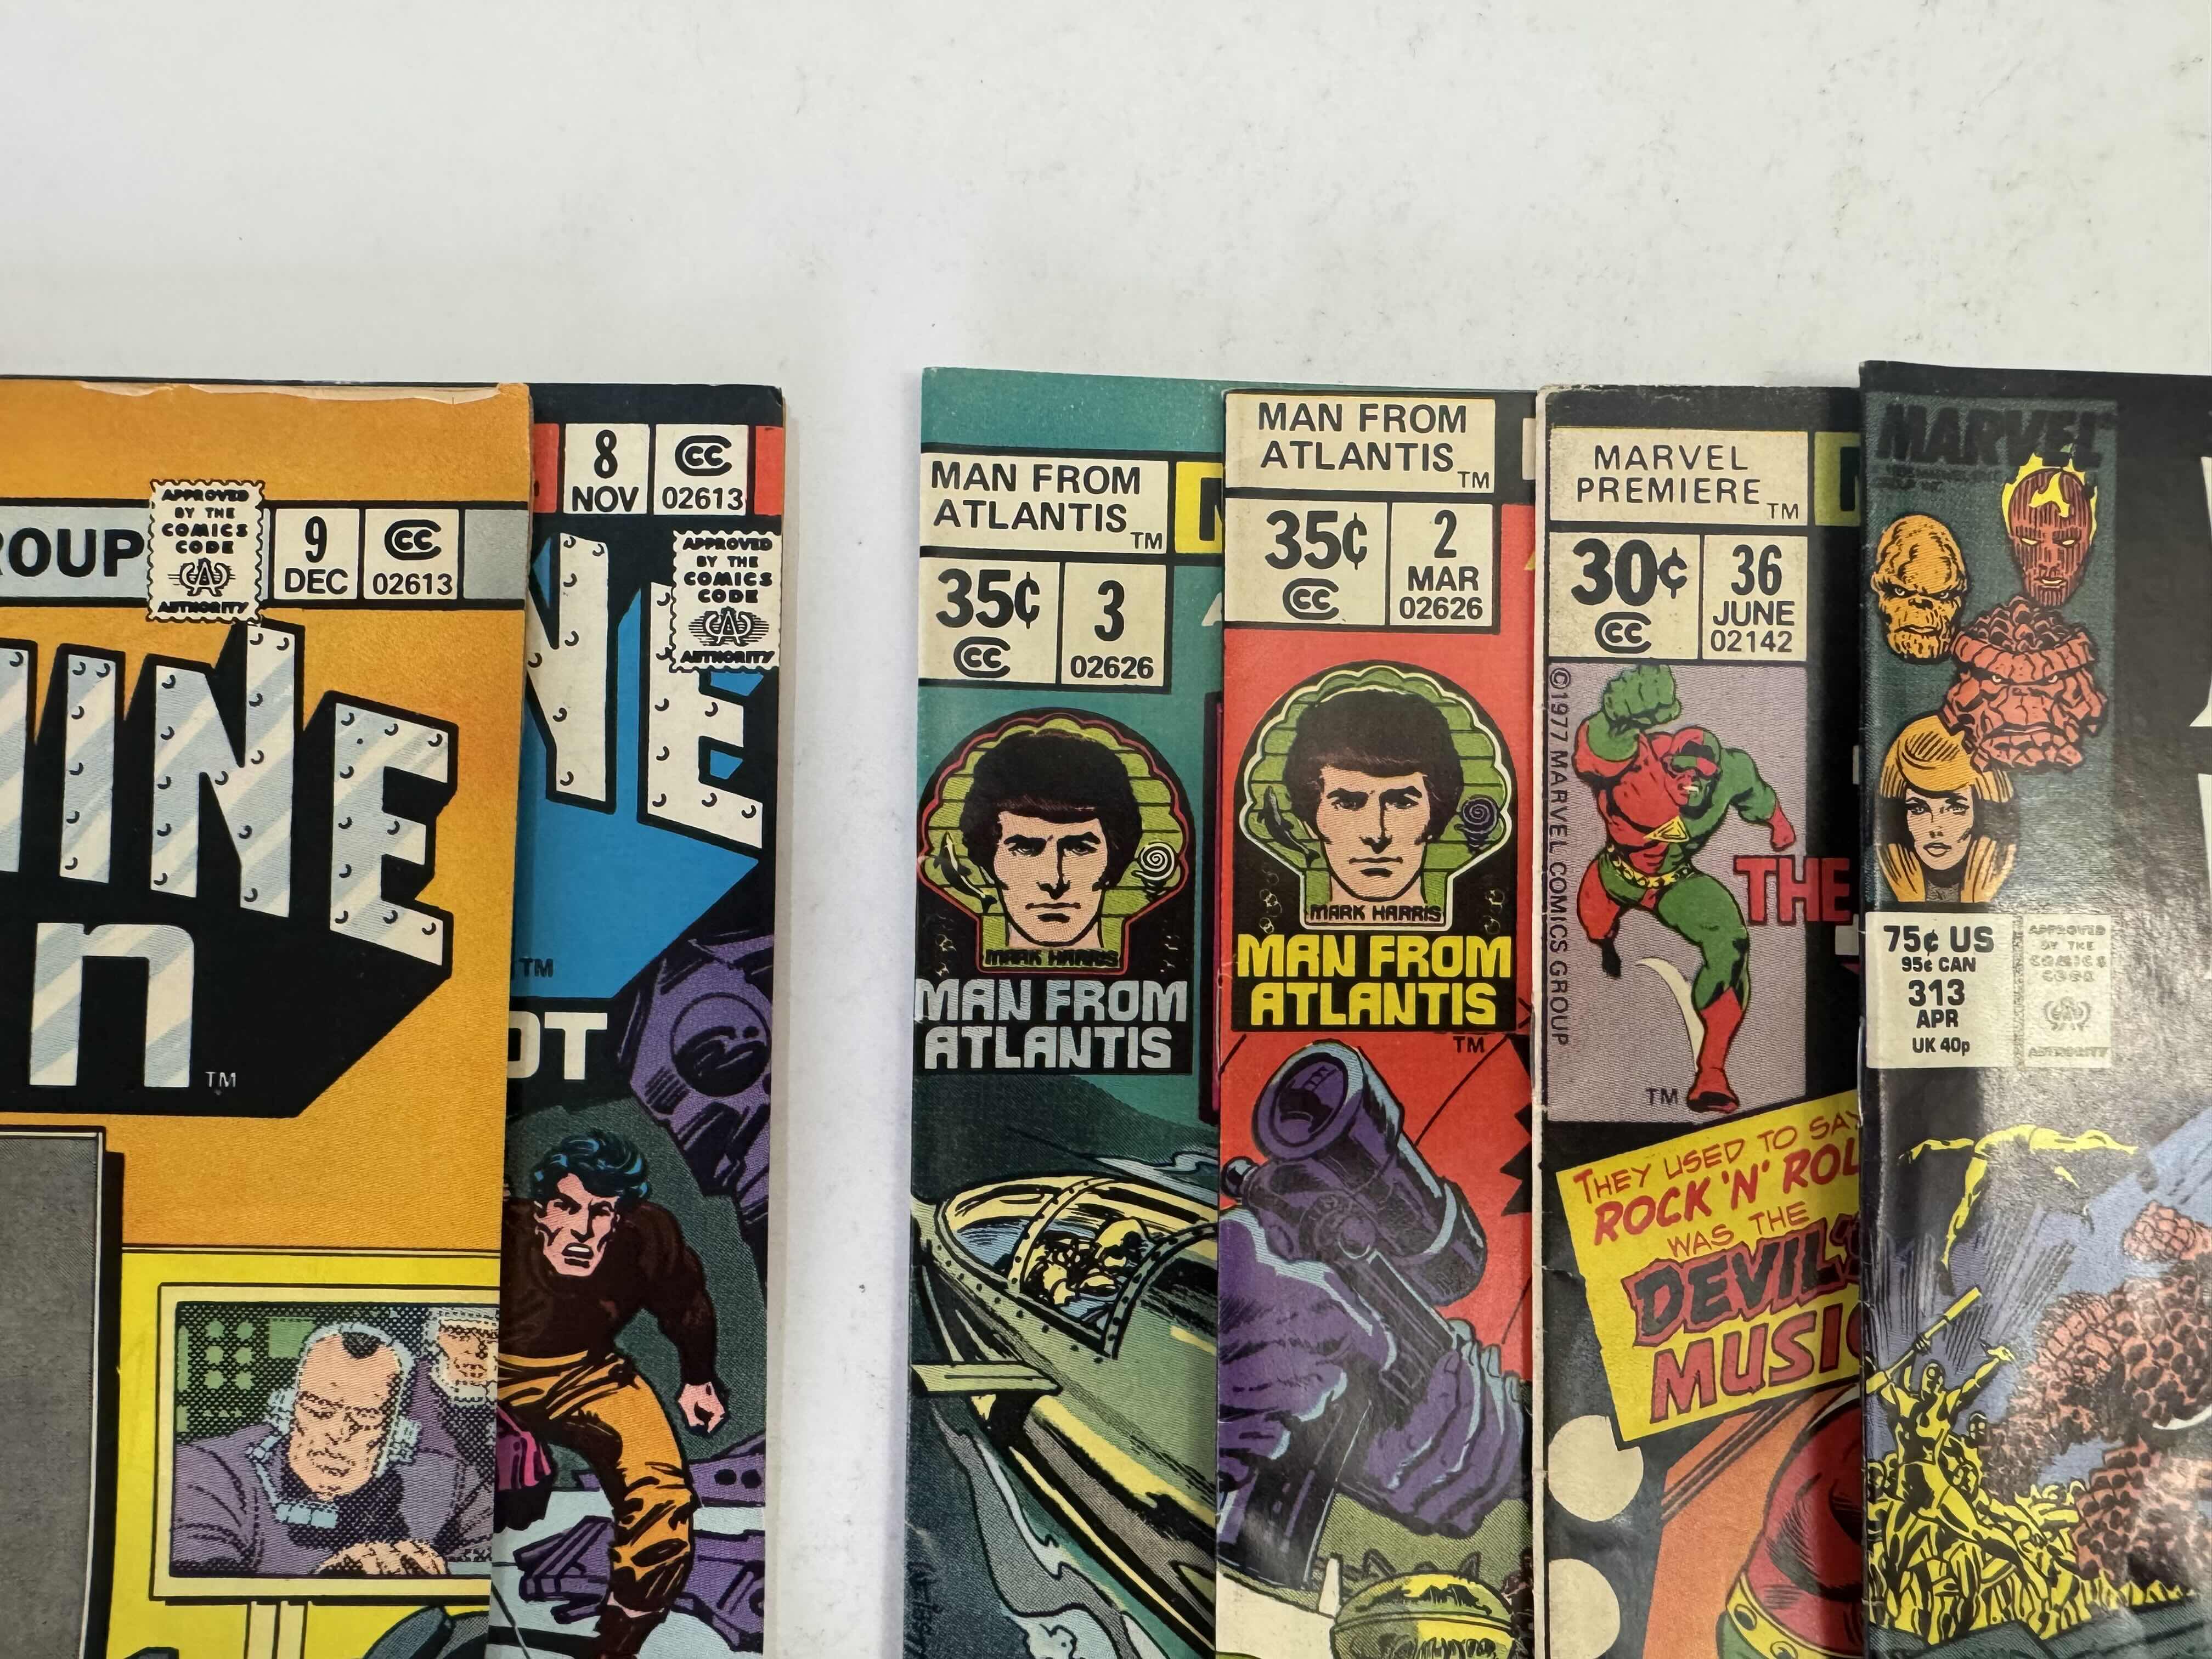 ROUP
APPROVED
BY THE
COMICS
CODE
CA
AUTHORITY
9
DEC
CC
02613
INE
n
TM
8
NOV
CC
02613
APPROVED
BY THE
COMICS
CODE
CA
AUTHORITY
NE
TM
OT
MAN FROM
ATLANTIS TM
35¢
CC
3
02626
MARK HARRIS
MAN FROM
ATLANTIS
MAN FROM
ATLANTIS TM
35¢
CC
2
MAR
02626
MARK HARRIS
MAN FROM
ATLANTIS
TM
MARVEL
PREMIERE TM
30¢
CC
36
JUNE
02142
©1977 MARVEL COMICS GROUP
TM
THE
THEY USED TO SAY
ROCK 'N' ROL
WAS THE
DEVIL'S
MUSIC
MARVEL
75¢ US
95¢ CAN
313
APR
UK 40p
APPROVED
BY THE
COMICS
CODE
CA
AUTHORITY